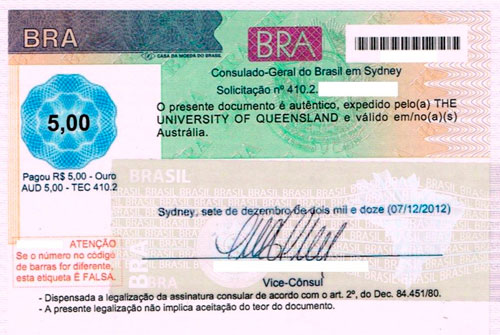 BRA
CASA DA MOEDA DO BRASIL
BRA
Consulado-Geral do Brasil em Sydney
Solicitação nº 410.2.
O presente documento é autêntico, expedido pelo(a) THE
UNIVERSITY OF QUEENSLAND e válido em/no(a)(s)
Austrália.
5,00
Pagou R$ 5,00 - Ouro
AUD 5,00 - TEC 410.2
BRASIL BRASIL BRASIL BRASIL
Sydney, sete de dezembro de dois mil e doze (07/12/2012)
ATENÇÃO
Se o número no código
de barras for diferente,
esta etiqueta É FALSA.
BRA
Vice-Cônsul
- Dispensada a legalização da assinatura consular de acordo com o art. 2º, do Dec. 84.451/80.
- A presente legalização não implica aceitação do teor do documento.